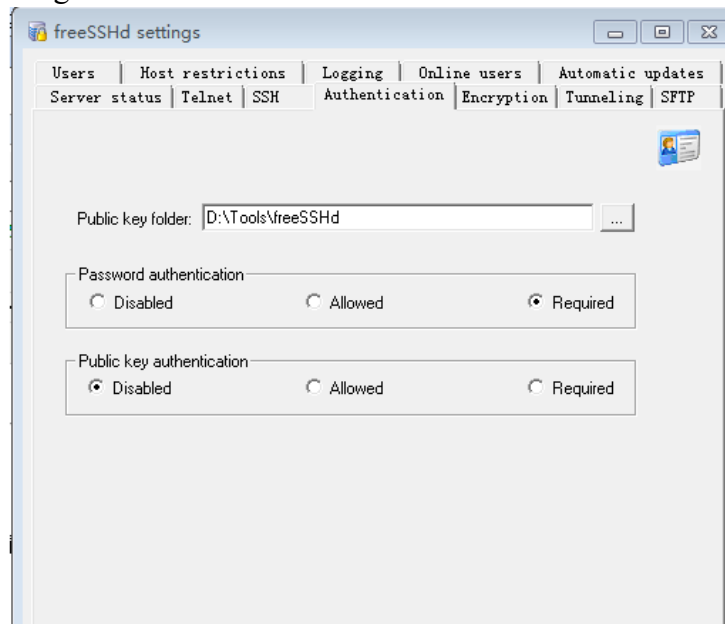 freeSSHd settings
Users Host restrictions Logging Online users Automatic updates
Server status Telnet SSH Authentication Encryption Tunneling SFTP
Public key folder: D:\Tools\freeSSHd ...
Password authentication
Disabled Allowed Required
Public key authentication
Disabled Allowed Required